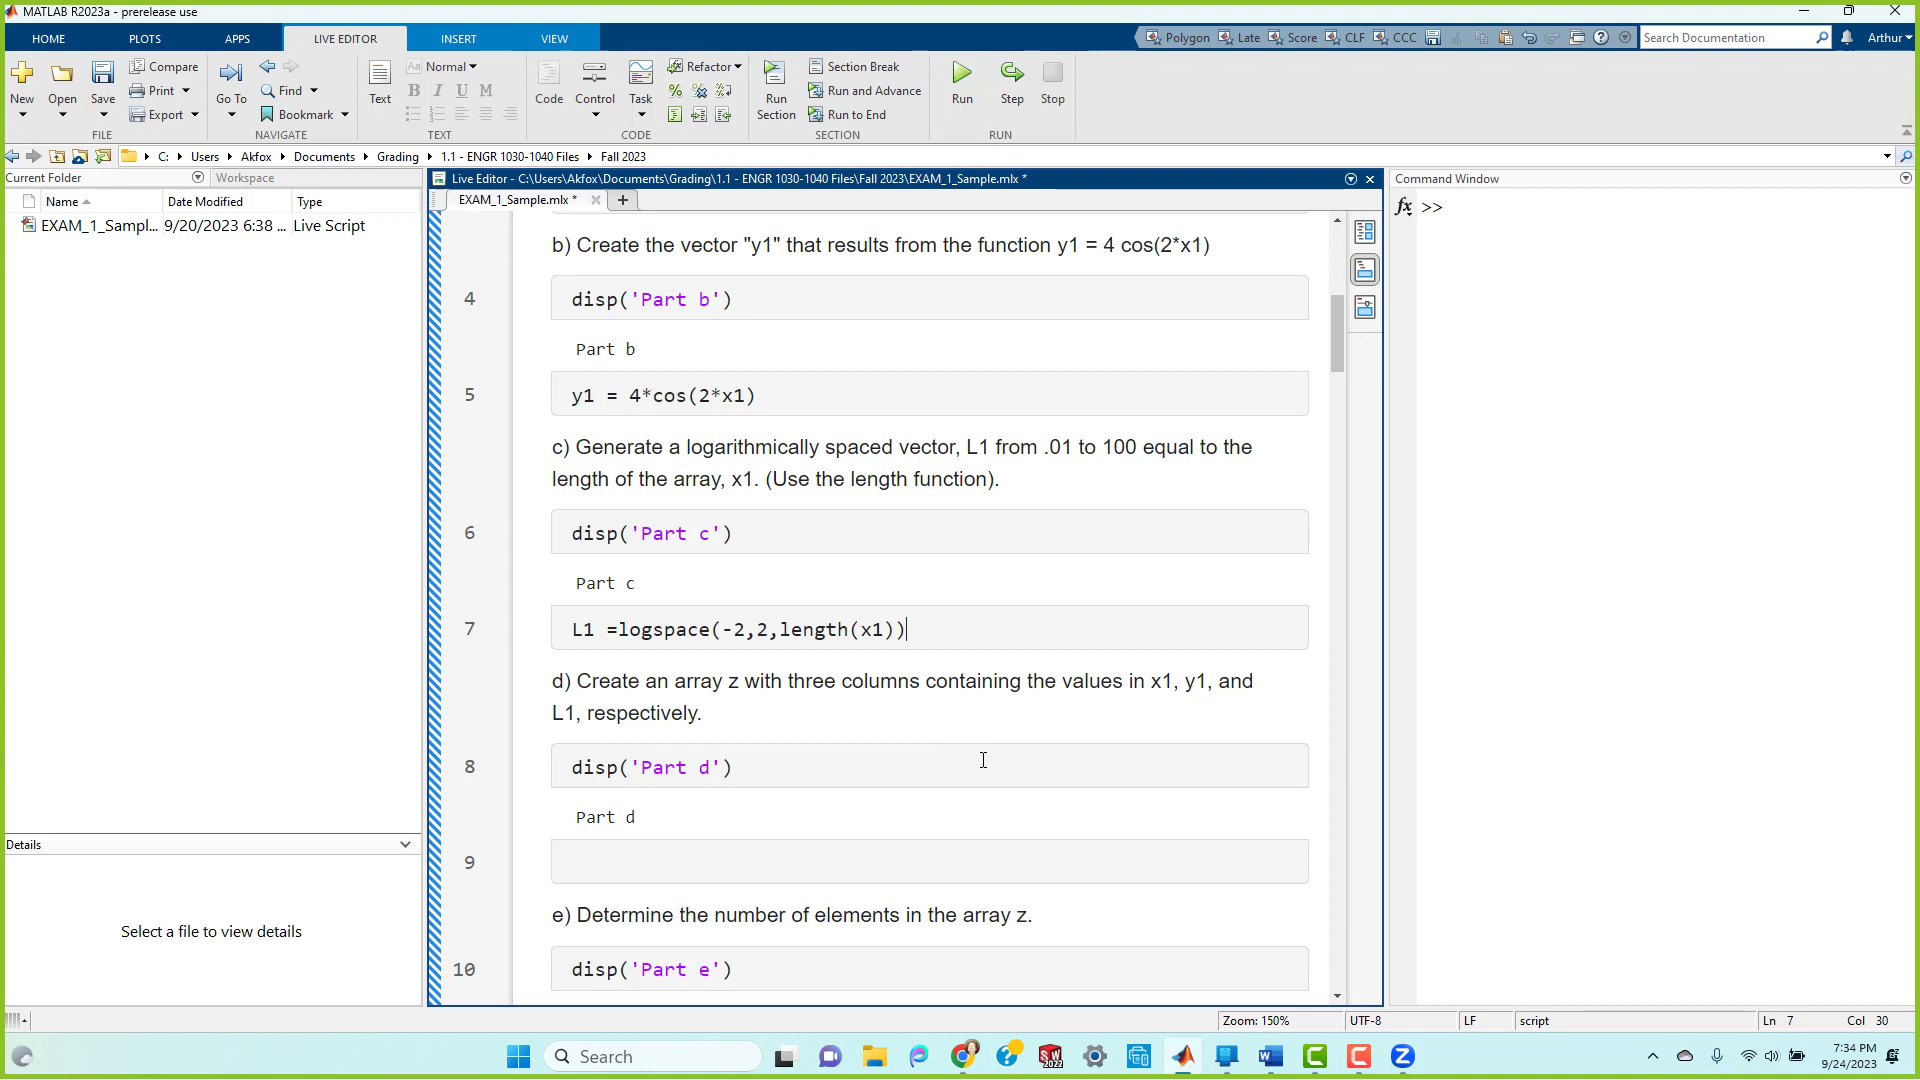 MATLAB R2023a - prerelease use
HOME PLOTS APPS LIVE EDITOR INSERT VIEW
Polygon Late Score CLF CCC Search Documentation Arthur
New Open Save Compare Print Export
FILE
Go To Find Bookmark
NAVIGATE
Text Aa Normal B I U M
TEXT
Code Control Task Refactor
CODE
Run Section Section Break Run and Advance Run to End
SECTION
Run Step Stop
RUN
C: Users Akfox Documents Grading 1.1 - ENGR 1030-1040 Files Fall 2023
Current Folder Workspace
Name Date Modified Type
EXAM_1_Sampl... 9/20/2023 6:38 ... Live Script
Details
Select a file to view details
Live Editor - C:\Users\Akfox\Documents\Grading\1.1 - ENGR 1030-1040 Files\Fall 2023\EXAM_1_Sample.mlx *
EXAM_1_Sample.mlx *
b) Create the vector "y1" that results from the function y1 = 4 cos(2*x1)
4 disp('Part b')
Part b
5 y1 = 4*cos(2*x1)
c) Generate a logarithmically spaced vector, L1 from .01 to 100 equal to the
length of the array, x1. (Use the length function).
6 disp('Part c')
Part c
7 L1 =logspace(-2,2,length(x1))
d) Create an array z with three columns containing the values in x1, y1, and
L1, respectively.
8 disp('Part d')
Part d
9
e) Determine the number of elements in the array z.
10 disp('Part e')
Command Window
fx >>
Zoom: 150% UTF-8 LF script Ln 7 Col 30
Search
SW 2022
7:34 PM
9/24/2023